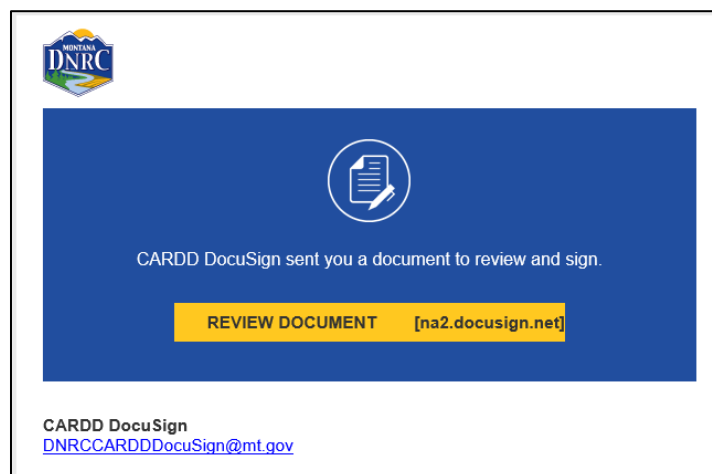 MONTANA
DNRC
CARDD DocuSign sent you a document to review and sign.
REVIEW DOCUMENT [na2.docusign.net]
CARDD DocuSign
DNRCCARDDDocuSign@mt.gov